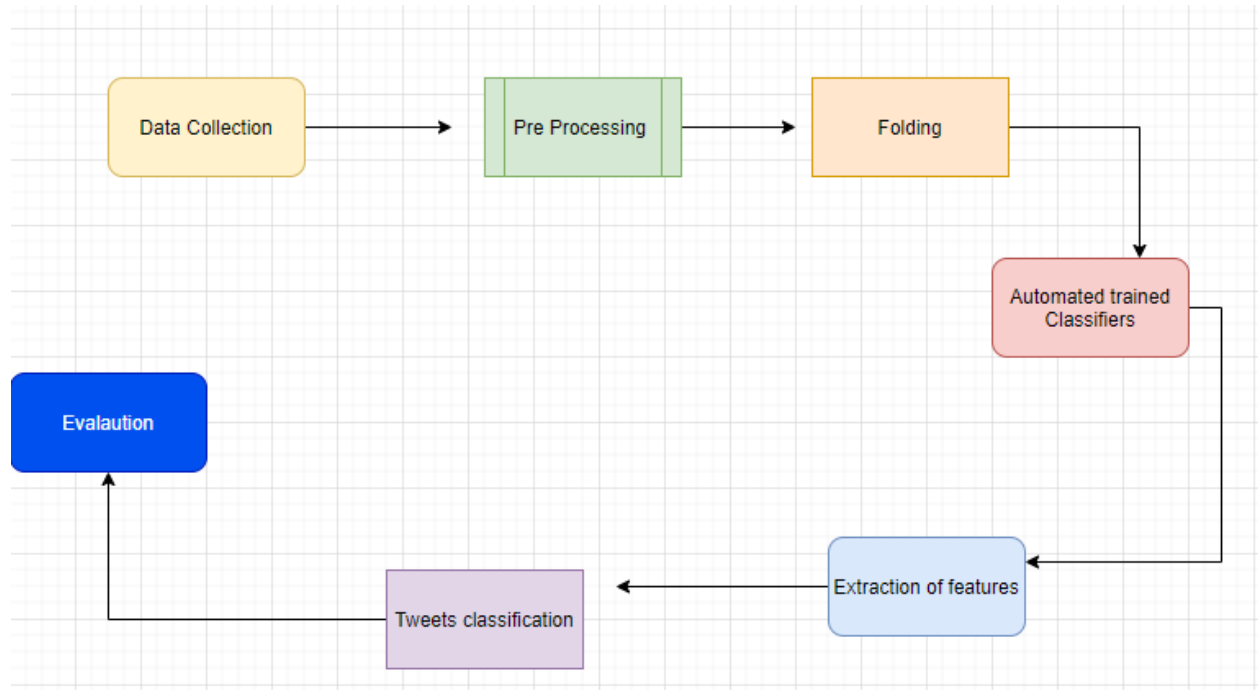 Data Collection
Pre Processing
Folding
Automated trained
Classifiers
Evalaution
Extraction of features
Tweets classification